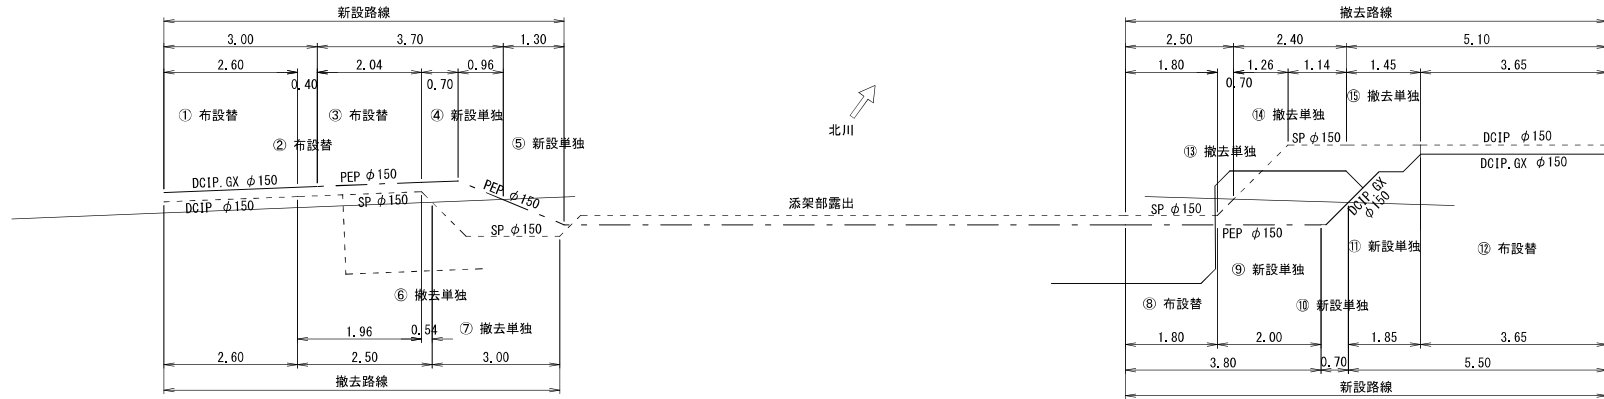 新設路線
3.00
3.70
1.30
2.60
0.40
2.04
0.70
0.96
① 布設替
② 布設替
③ 布設替
④ 新設単独
⑤ 新設単独
DCIP.GX φ150
PEP φ150
PEP φ150
DCIP φ150
SP φ150
SP φ150
⑥ 撤去単独
⑦ 撤去単独
1.96
0.54
2.60
2.50
3.00
撤去路線
北川
添架部露出
撤去路線
2.50
2.40
5.10
1.80
0.70
1.26
1.14
1.45
3.65
⑮ 撤去単独
⑭ 撤去単独
⑬ 撤去単独
SP φ150
DCIP φ150
DCIP.GX φ150
DCIP.GX
φ150
SP φ150
PEP φ150
⑪ 新設単独
⑫ 布設替
⑨ 新設単独
⑧ 布設替
⑩ 新設単独
1.80
2.00
1.85
3.65
3.80
0.70
5.50
新設路線